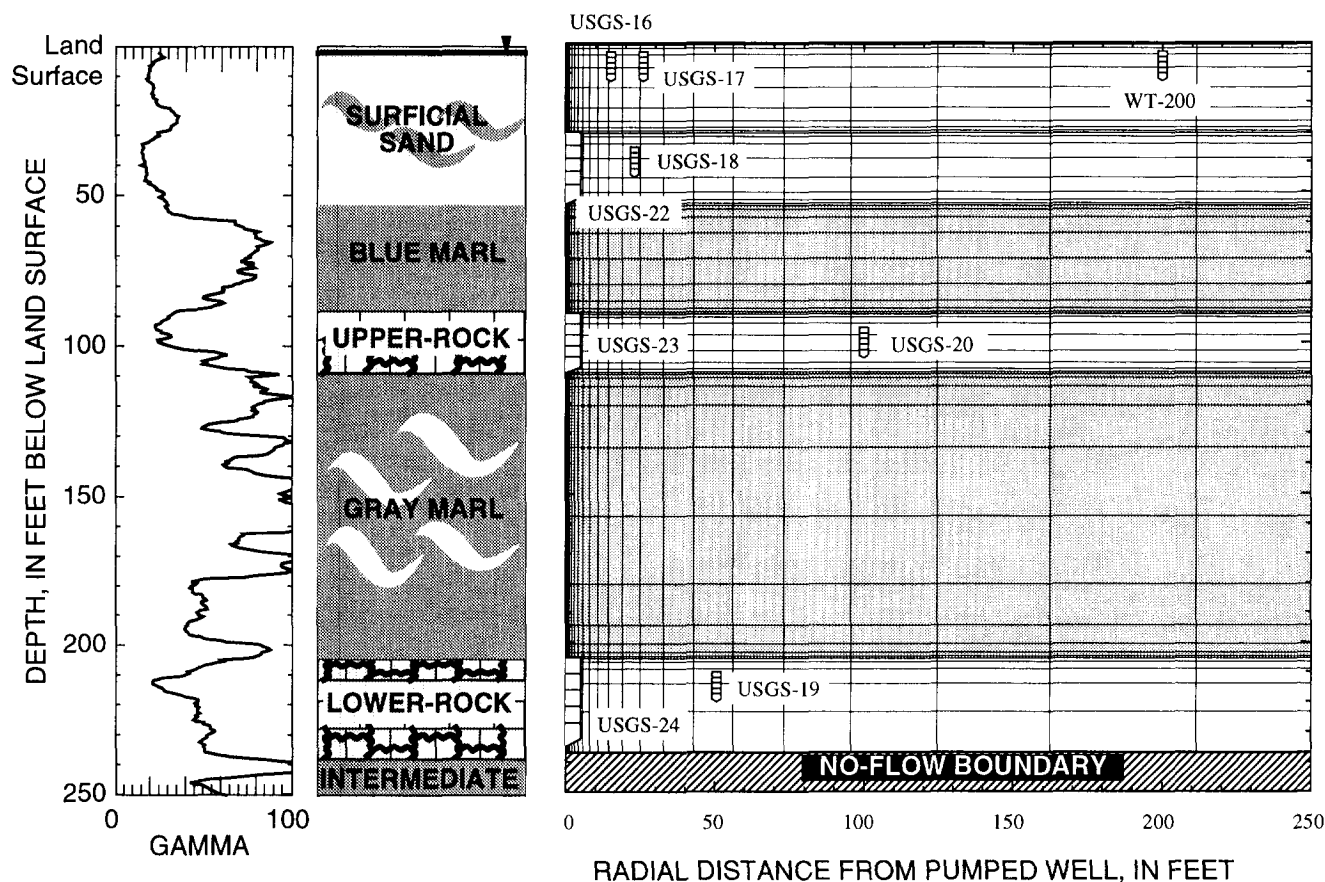 USGS-16
Land
Surface
50
100
150
200
250
DEPTH, IN FEET BELOW LAND SURFACE
0
100
GAMMA
SURFICIAL
SAND
BLUE MARL
UPPER-ROCK
GRAY MARL
LOWER-ROCK
INTERMEDIATE
USGS-17
WT-200
USGS-18
USGS-22
USGS-23
USGS-20
USGS-19
USGS-24
NO-FLOW BOUNDARY
0
50
100
150
200
250
RADIAL DISTANCE FROM PUMPED WELL, IN FEET